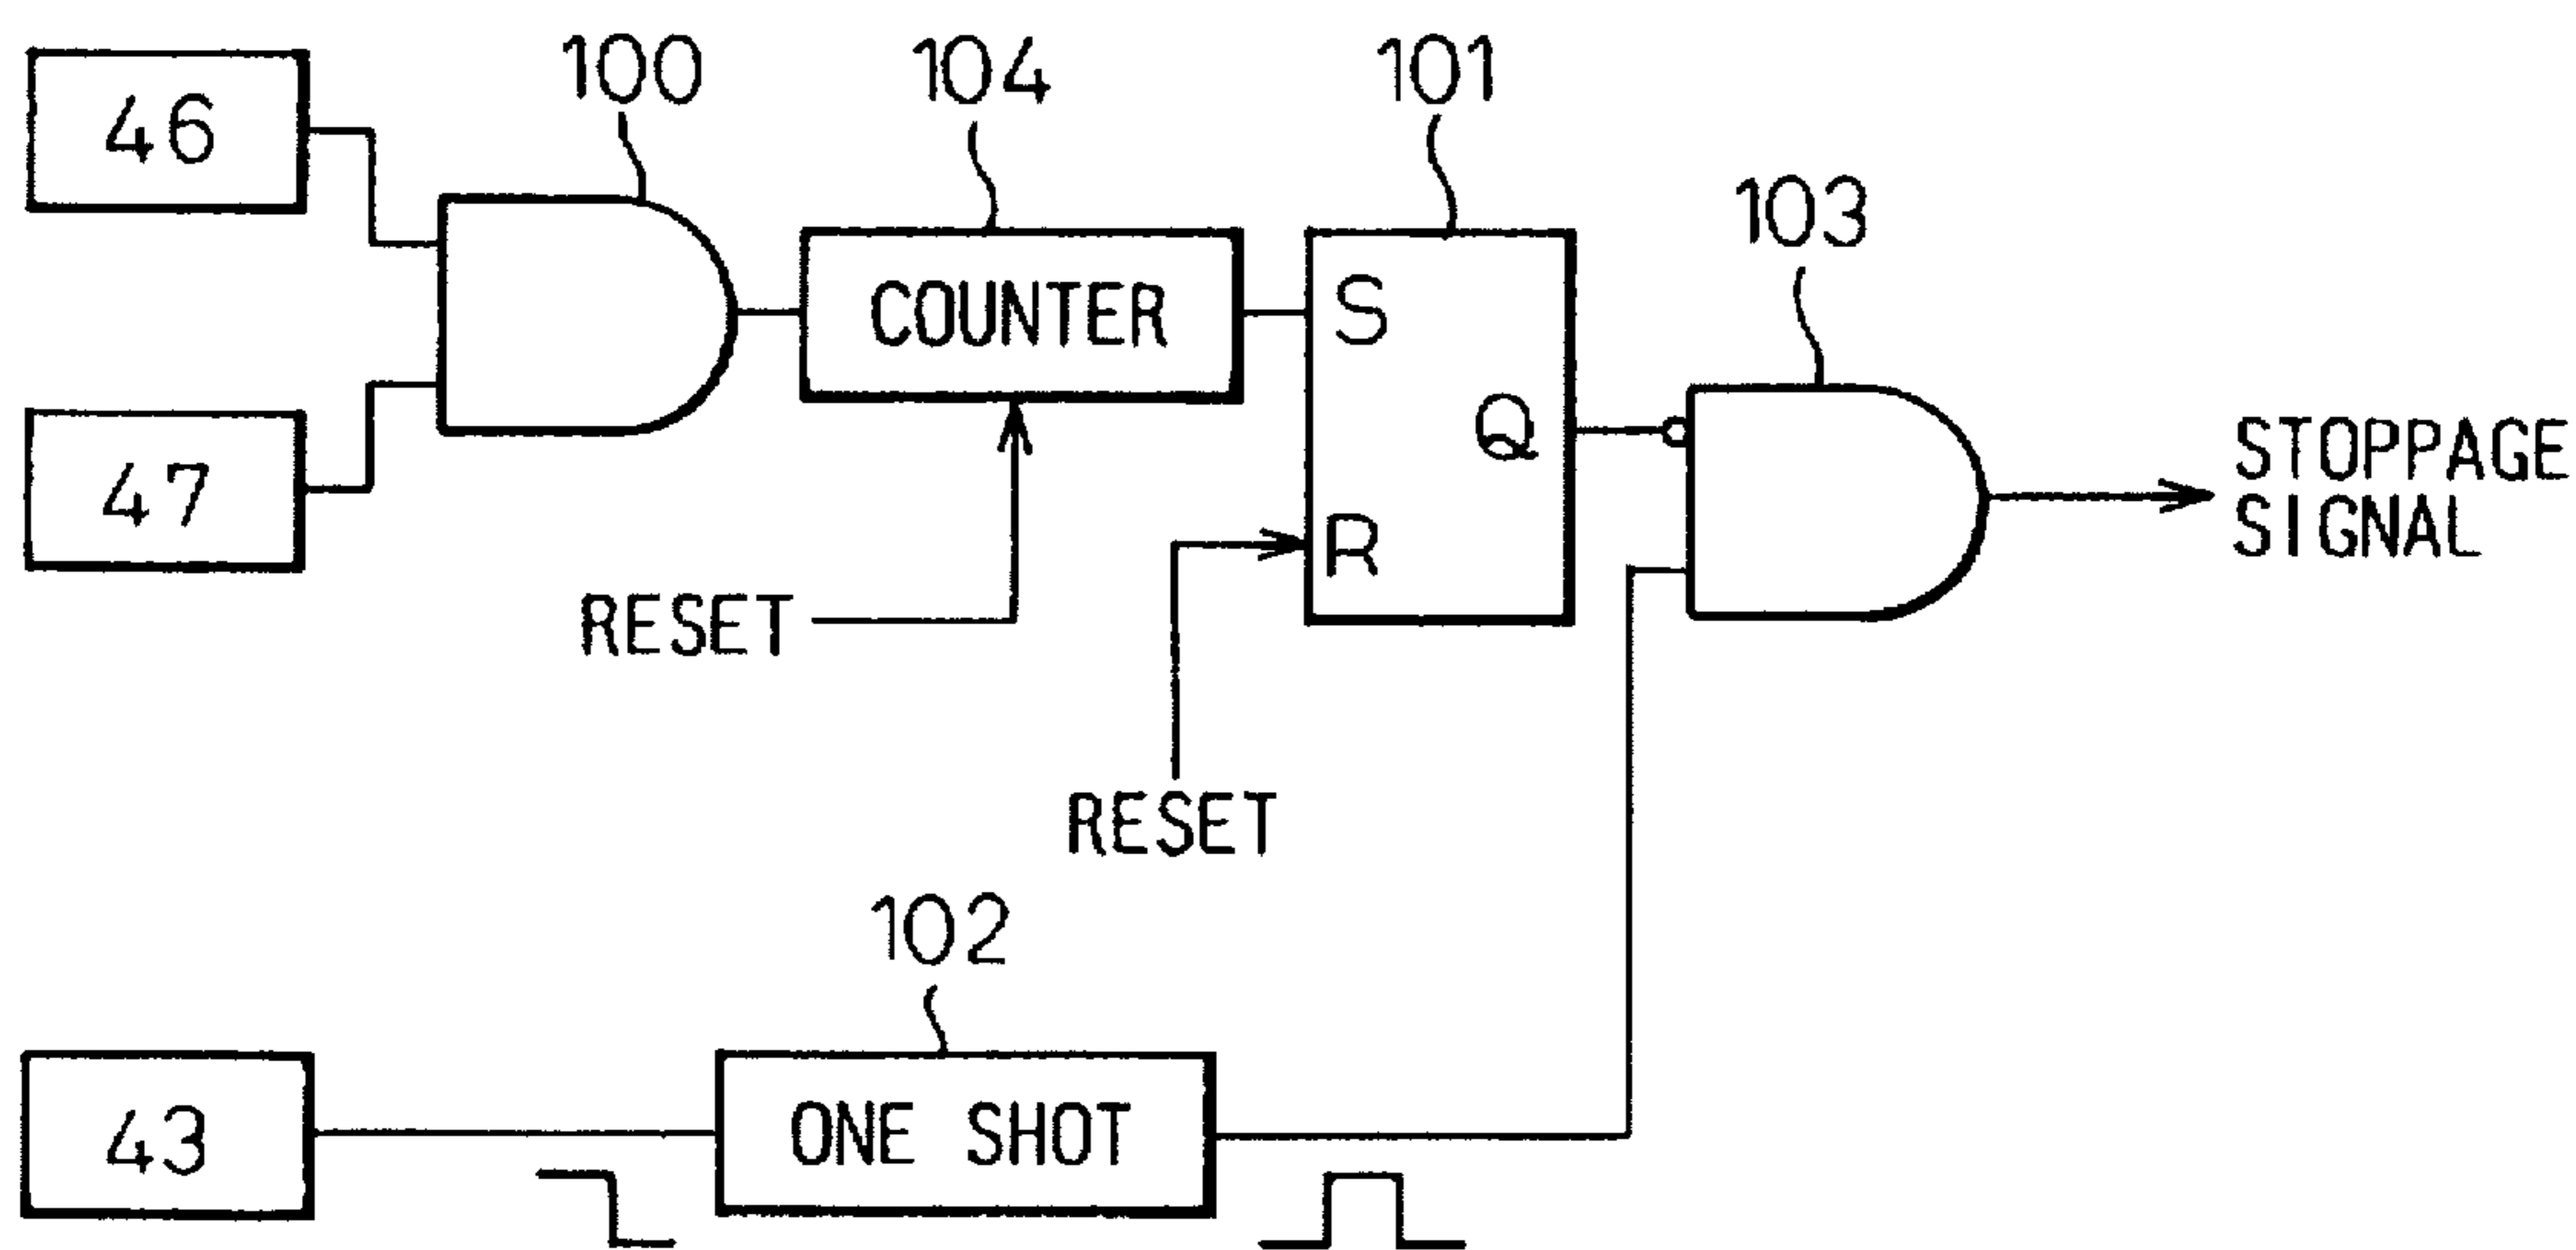 46
100
104
101
103
COUNTER
S
Q
R
47
STOPPAGE
SIGNAL
RESET
RESET
102
43
ONE SHOT